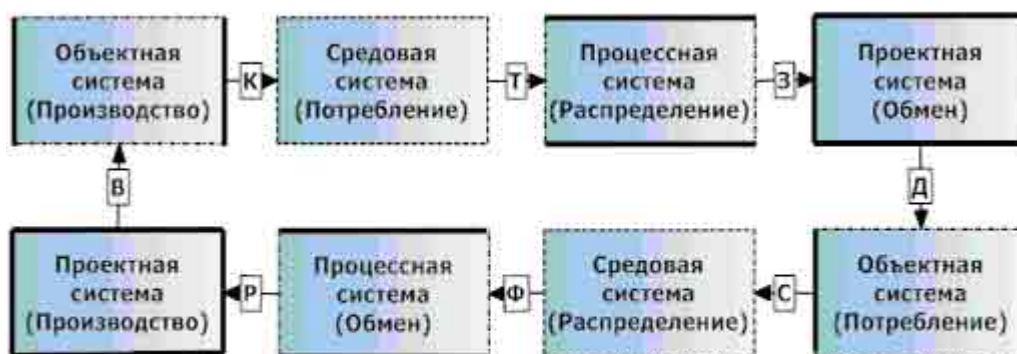 Объектная
система
(Производство)
К
Средовая
система
(Потребление)
Т
Процессная
система
(Распределение)
З
Проектная
система
(Обмен)
В
Д
Проектная
система
(Производство)
Р
Процессная
система
(Обмен)
Ф
Средовая
система
(Распределение)
С
Объектная
система
(Потребление)